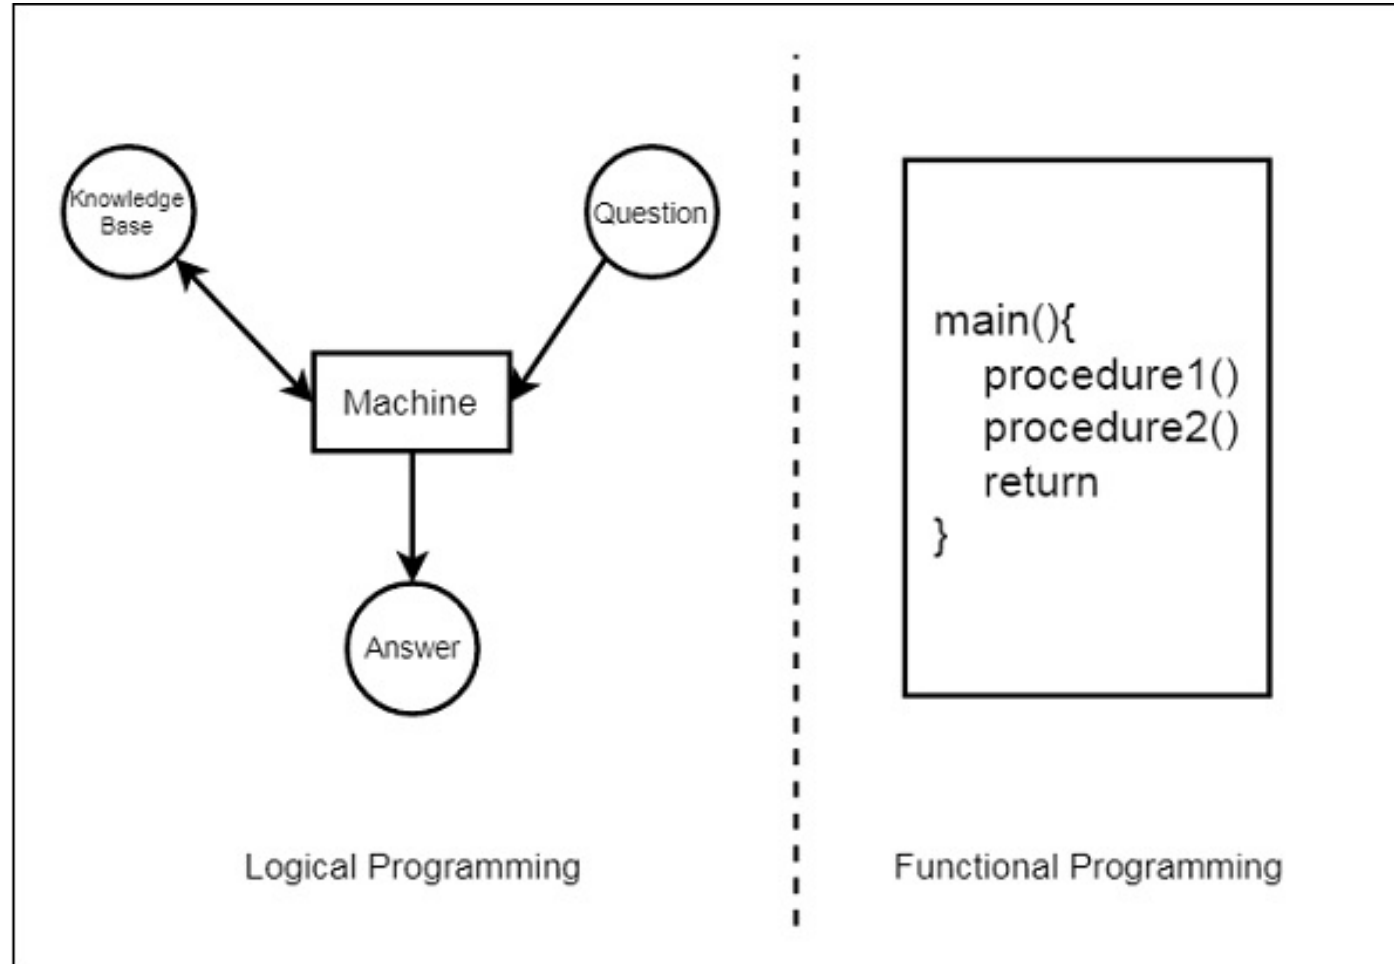 Knowledge
Base
Question
Machine
Answer
Logical Programming
main(){
procedure1()
procedure2()
return
}
Functional Programming